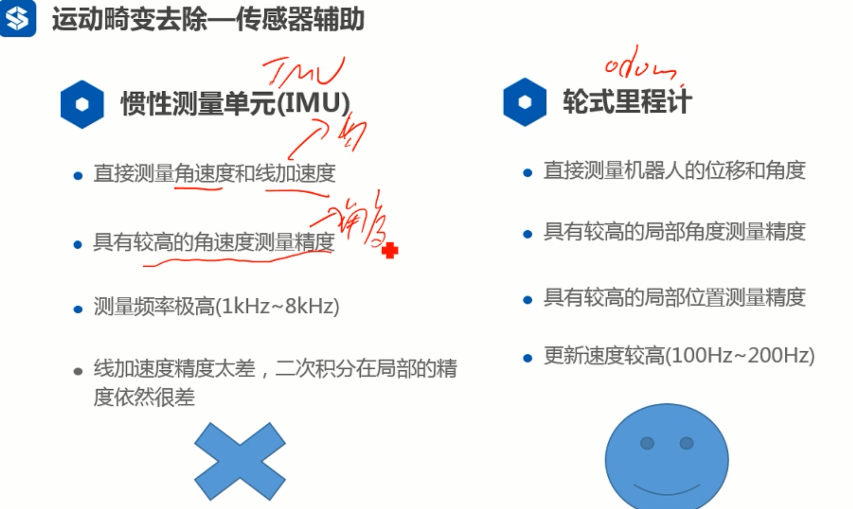 运动畸变去除—传感器辅助
IMU
惯性测量单元(IMU)
直接测量角速度和线加速度
具有较高的角速度测量精度
角度
测量频率极高(1kHz~8kHz)
线加速度精度太差，二次积分在局部的精
度依然很差
odom
轮式里程计
直接测量机器人的位移和角度
具有较高的局部角度测量精度
具有较高的局部位置测量精度
更新速度较高(100Hz~200Hz)